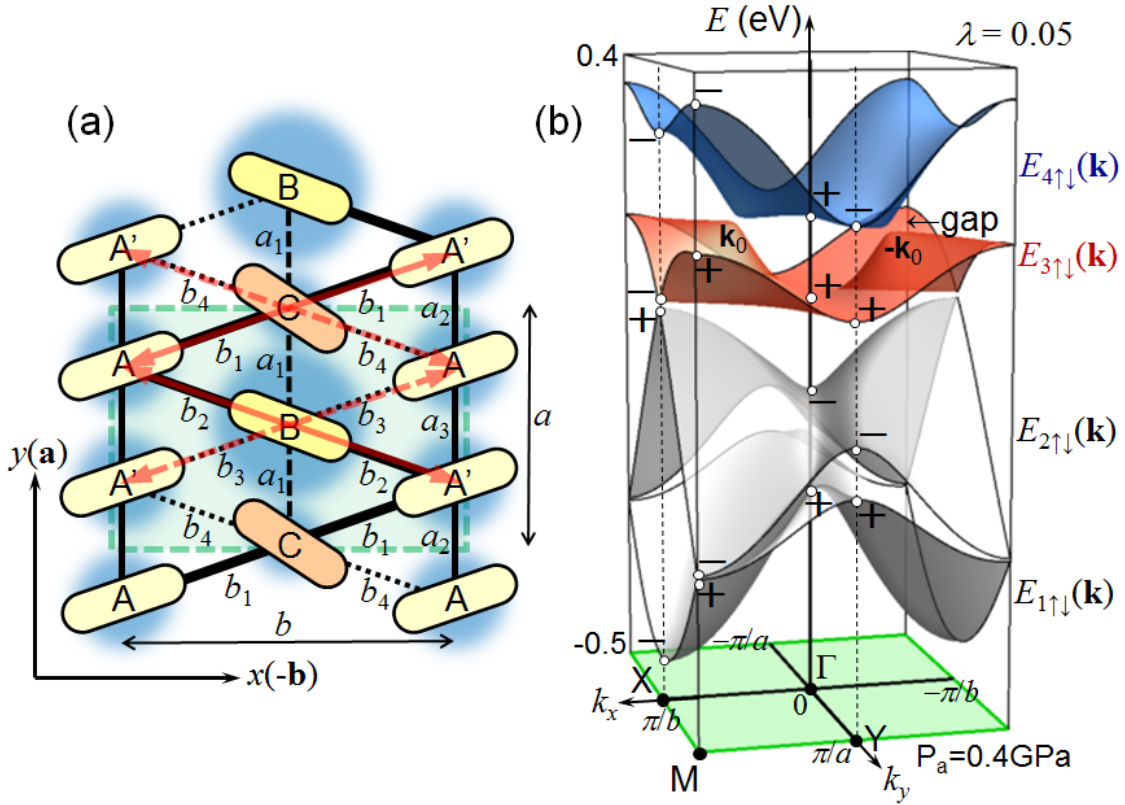 (a)
B
A'
a1
A'
b4
C
b1
a2
A
b1
a1
b4
A
b2
B
b3
a3
a
y(a)
A'
b3
a1
b2
A'
b4
C
b1
a2
A
b1
b4
A
b
x(-b)
(b)
E (eV)
λ = 0.05
0.4
−
−
+
−
E4↑↓(k)
←gap
k0
-k0
E3↑↓(k)
+
+
+
−
+
−
E2↑↓(k)
−
+
+
−
+
E1↑↓(k)
−
-0.5
−π/a
X
Γ
−π/b
kx
π/b
0
M
π/a
Y
Pa=0.4GPa
ky